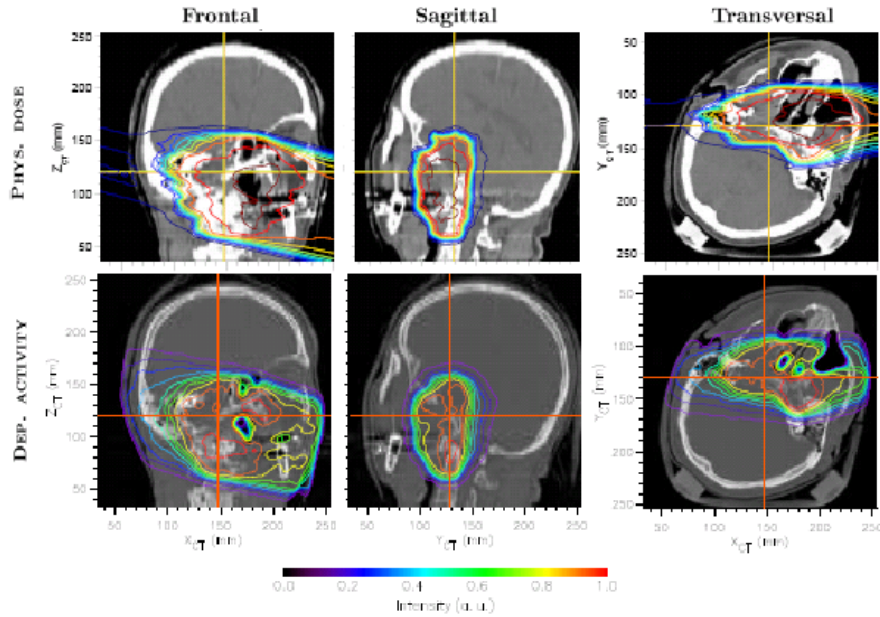 Frontal Sagittal Transversal
PHYS. DOSE
Z_CT (mm)
250
200
150
100
50
Y_CT (mm)
50
100
150
200
250
DEP. ACTIVITY
Z_CT (mm)
250
200
150
100
50
Y_CT (mm)
50
100
150
200
250
50 100 150 200 250 50 100 150 200 250 50 100 150 200 250
X_CT (mm) Y_CT (mm) X_CT (mm)
0.0 0.2 0.4 0.6 0.8 1.0
Intensity (a. u.)